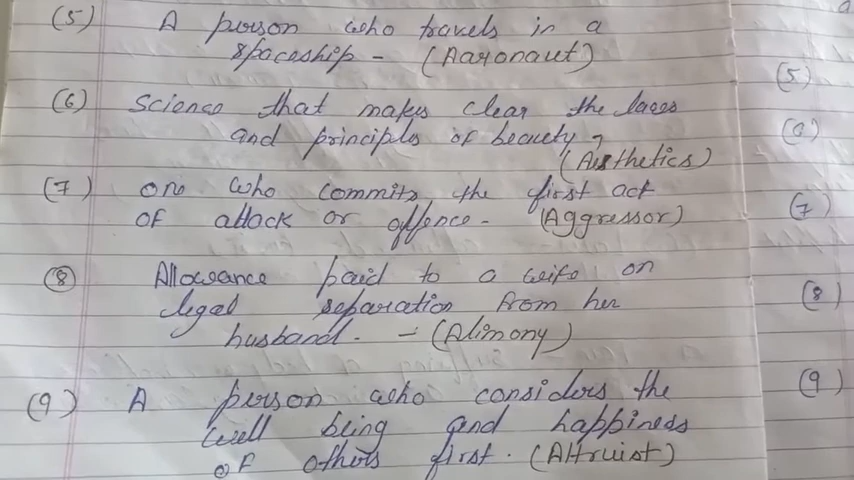 (5) A person who travels in a
spaceship - (Aaronaut)
(5)
(6) Science that makes clear the laws
and principles of beauty,
(6)
(Aisthetics)
(7) One who commits the first act
of attack or offence - (Aggressor)
(7)
(8) Allowance paid to a wife on
legal separation from her
(8)
husband. - (Alimony)
(9) A person who considers the
(9)
well being and happiness
of others first. (Altruist)